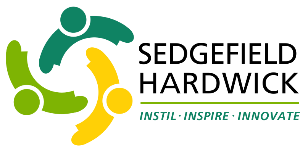 SEDGEFIELD
HARDWICK
INSTIL · INSPIRE · INNOVATE